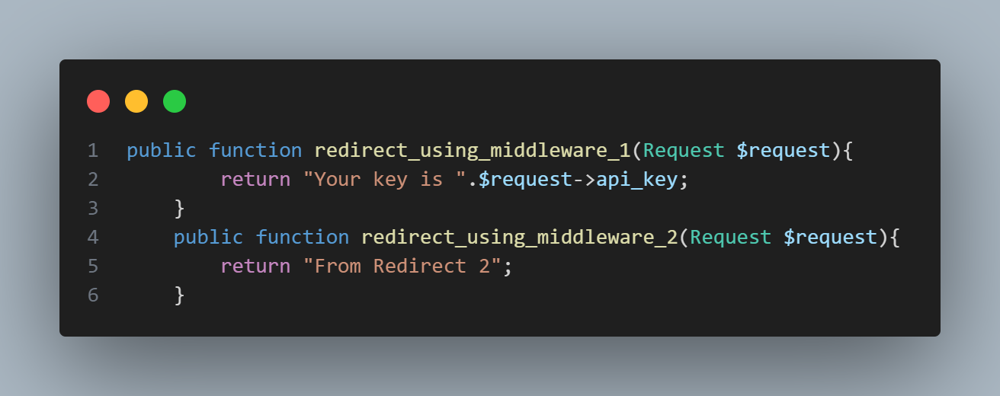 1 public function redirect_using_middleware_1(Request $request){
2         return "Your key is ".$request->api_key;
3     }
4     public function redirect_using_middleware_2(Request $request){
5         return "From Redirect 2";
6     }